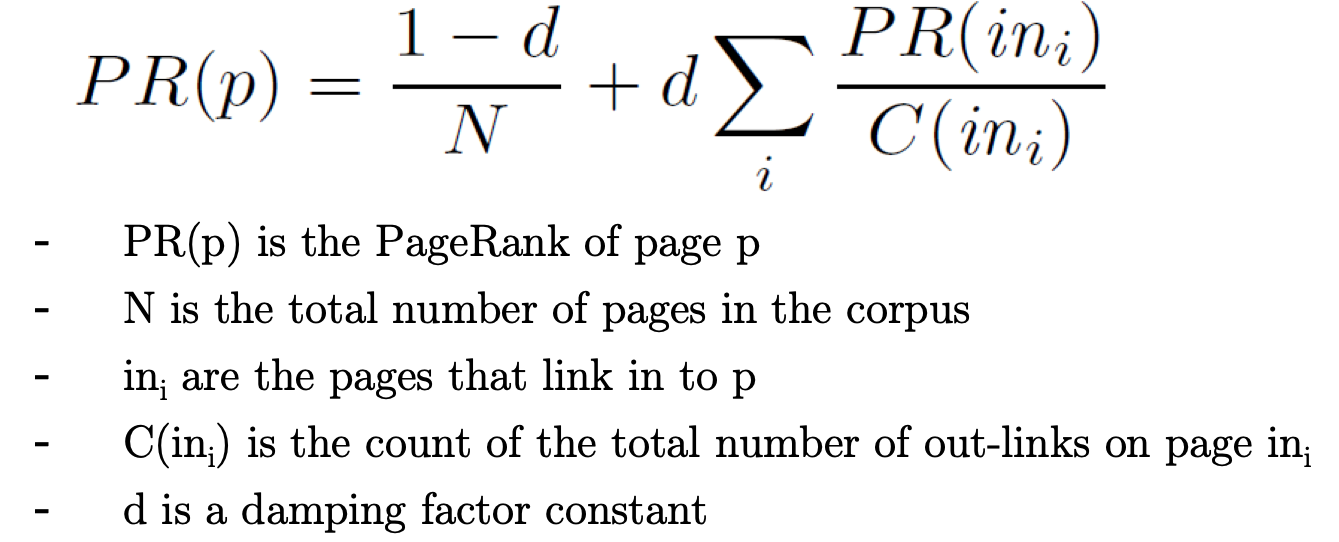 PR(p) = \frac{1 - d}{N} + d \sum_{i} \frac{PR(in_i)}{C(in_i)}
- PR(p) is the PageRank of page p
- N is the total number of pages in the corpus
- in_i are the pages that link in to p
- C(in_i) is the count of the total number of out-links on page in_i
- d is a damping factor constant